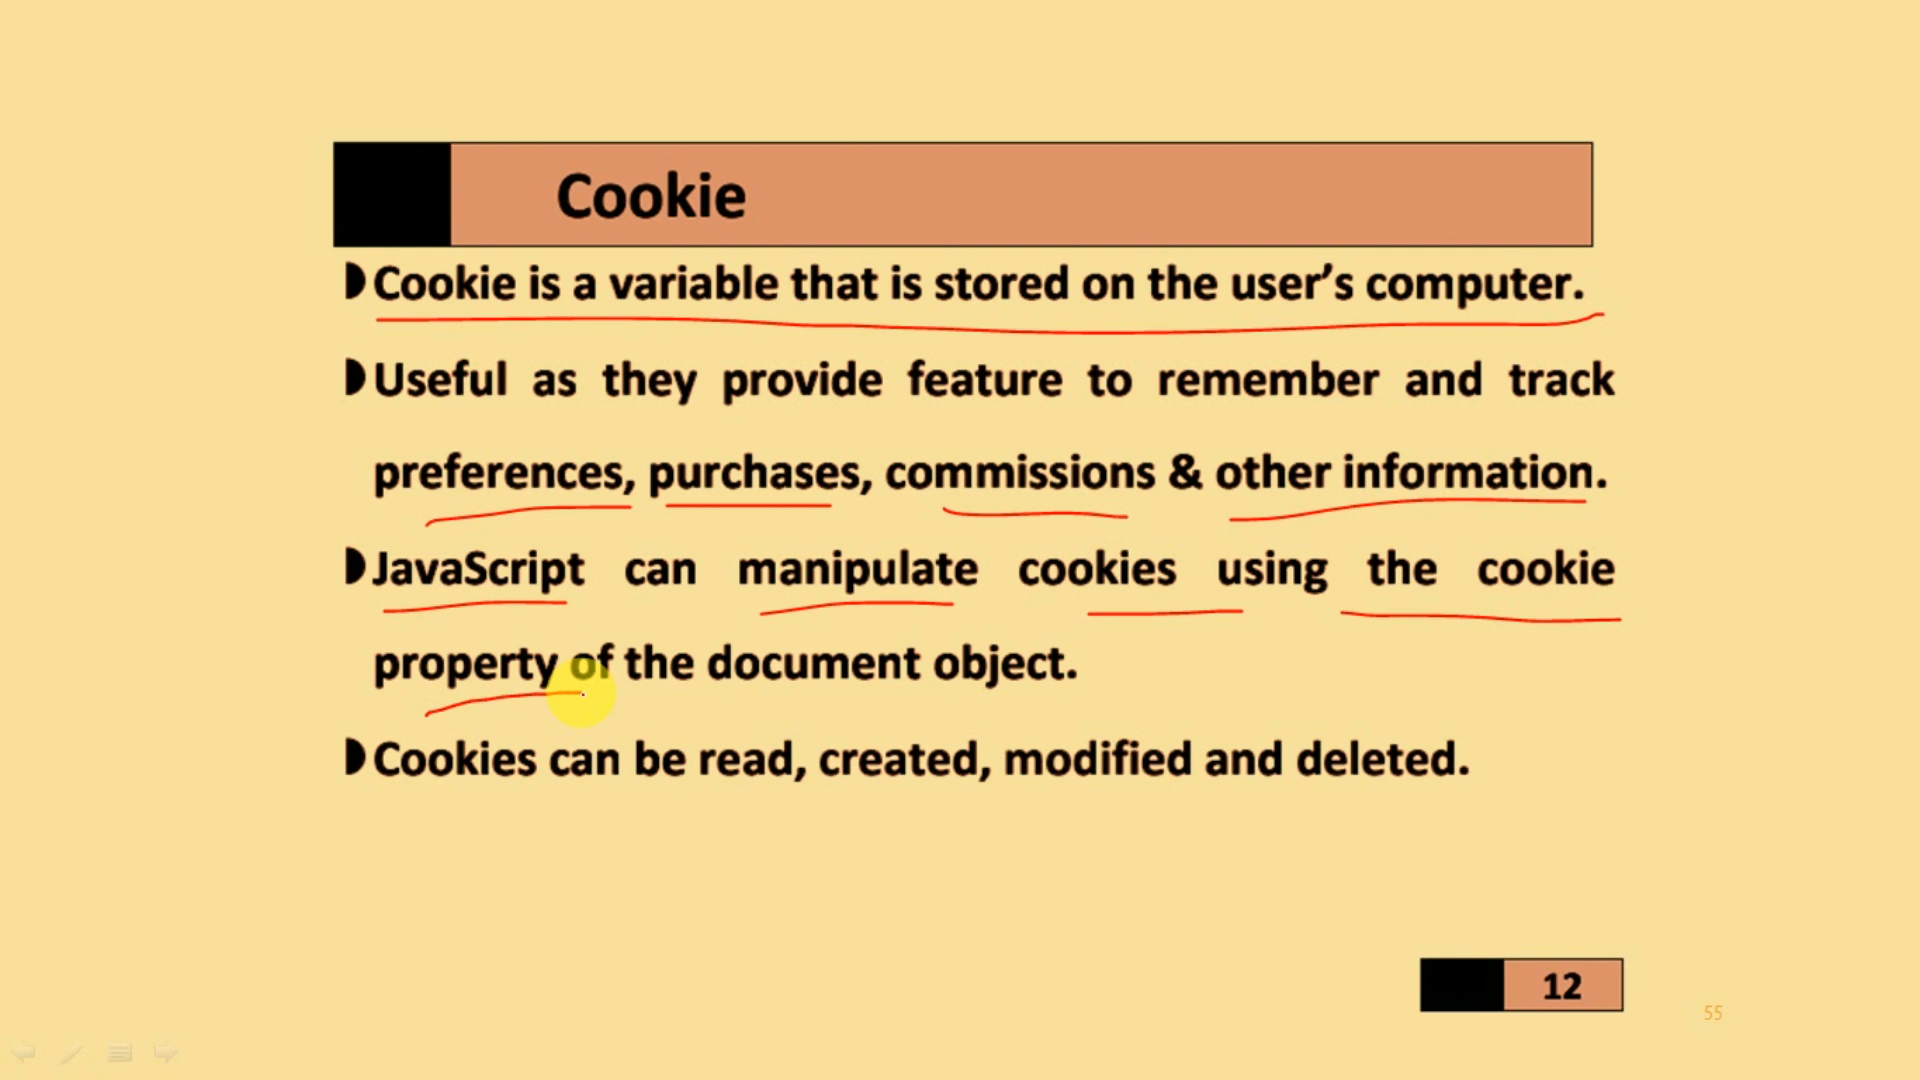 Cookie
Cookie is a variable that is stored on the user’s computer.
Useful as they provide feature to remember and track
preferences, purchases, commissions & other information.
JavaScript can manipulate cookies using the cookie
property of the document object.
Cookies can be read, created, modified and deleted.
12
55